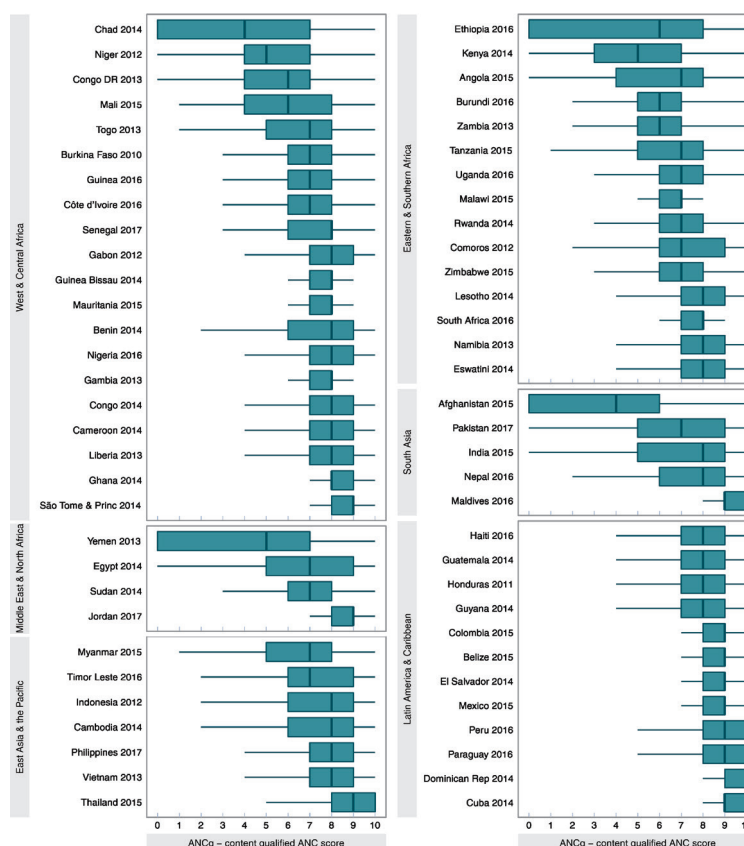 West & Central Africa
Chad 2014
Niger 2012
Congo DR 2013
Mali 2015
Togo 2013
Burkina Faso 2010
Guinea 2016
Côte d'Ivoire 2016
Senegal 2017
Gabon 2012
Guinea Bissau 2014
Mauritania 2015
Benin 2014
Nigeria 2016
Gambia 2013
Congo 2014
Cameroon 2014
Liberia 2013
Ghana 2014
São Tome & Princ 2014
Middle East & North Africa
Yemen 2013
Egypt 2014
Sudan 2014
Jordan 2017
East Asia & the Pacific
Myanmar 2015
Timor Leste 2016
Indonesia 2012
Cambodia 2014
Philippines 2017
Vietnam 2013
Thailand 2015
0 1 2 3 4 5 6 7 8 9 10
ANCq – content qualified ANC score
Eastern & Southern Africa
Ethiopia 2016
Kenya 2014
Angola 2015
Burundi 2016
Zambia 2013
Tanzania 2015
Uganda 2016
Malawi 2015
Rwanda 2014
Comoros 2012
Zimbabwe 2015
Lesotho 2014
South Africa 2016
Namibia 2013
Eswatini 2014
South Asia
Afghanistan 2015
Pakistan 2017
India 2015
Nepal 2016
Maldives 2016
Latin America & Caribbean
Haiti 2016
Guatemala 2014
Honduras 2011
Guyana 2014
Colombia 2015
Belize 2015
El Salvador 2014
Mexico 2015
Peru 2016
Paraguay 2016
Dominican Rep 2014
Cuba 2014
0 1 2 3 4 5 6 7 8 9 1
ANCq – content qualified ANC score